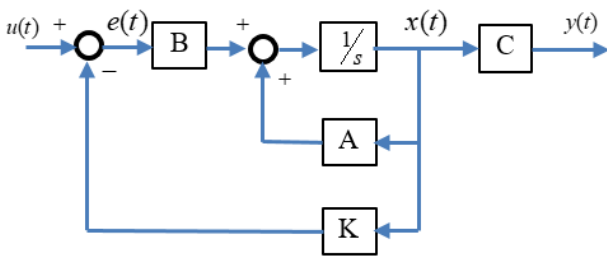 u(t) + e(t) B + 1/s x(t) C y(t)
− +
A
K